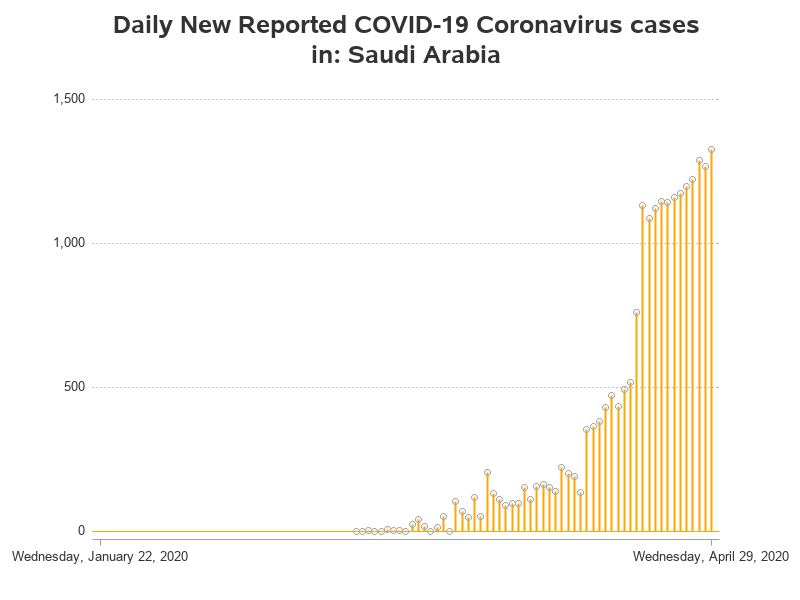 Daily New Reported COVID-19 Coronavirus cases
in: Saudi Arabia
1,500
1,000
500
0
Wednesday, January 22, 2020
Wednesday, April 29, 2020